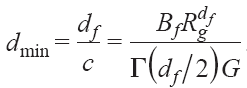 d_min = d_f / c = B_f R_g^{d_f} / Γ(d_f/2)G